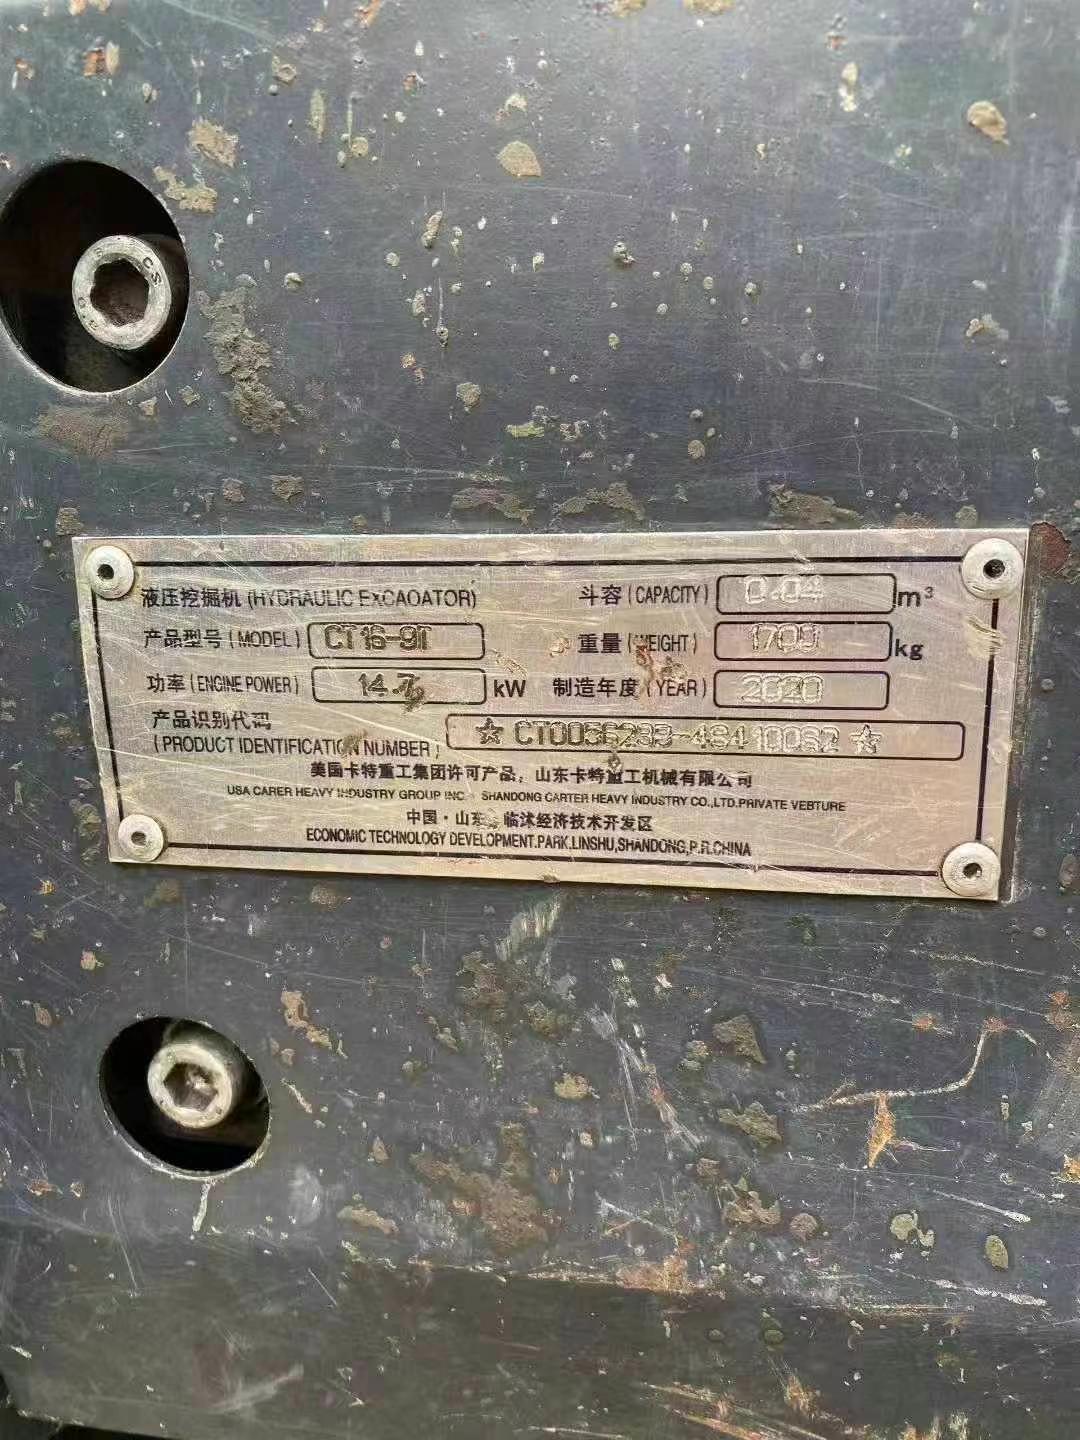 液压挖掘机 (HYDRAULIC EXCAOATOR) 斗容 (CAPACITY) 0.04 m³
产品型号 (MODEL) CT16-9T 重量 (WEIGHT) 1700 kg
功率 (ENGINE POWER) 14.7 kW 制造年度 (YEAR) 2020
产品识别代码
(PRODUCT IDENTIFICATION NUMBER)
美国卡特重工集团许可产品，山东卡特重工机械有限公司
USA CARER HEAVY INDUSTRY GROUP INC. SHANDONG CARTER HEAVY INDUSTRY CO.,LTD.PRIVATE VEBTURE
中国·山东 临沭经济技术开发区
ECONOMIC TECHNOLOGY DEVELOPMENT.PARK.LINSHU,SHANDONG,P.R.CHINA